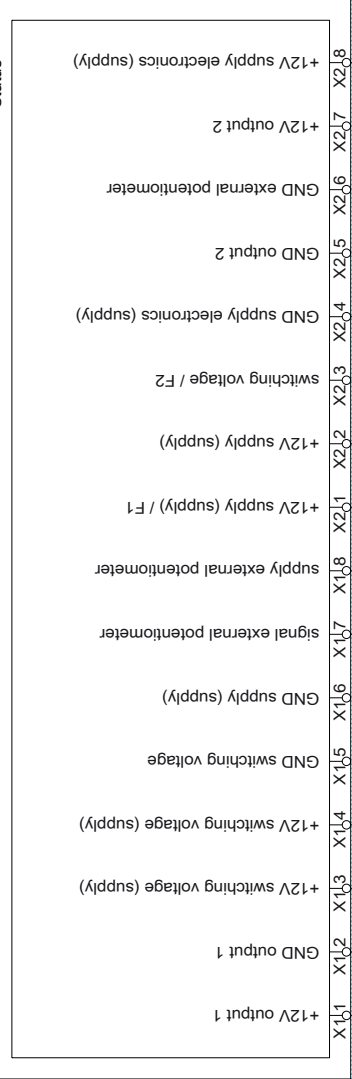 +12V supply electronics (supply) X2.8
+12V output 2 X2.7
GND external potentiometer X2.6
GND output 2 X2.5
GND supply electronics (supply) X2.4
switching voltage / F2 X2.3
+12V supply (supply) X2.2
+12V supply (supply) / F1 X2.1
supply external potentiometer X1.8
signal external potentiometer X1.7
GND supply (supply) X1.6
GND switching voltage X1.5
+12V switching voltage (supply) X1.4
+12V switching voltage (supply) X1.3
GND output 1 X1.2
+12V output 1 X1.1